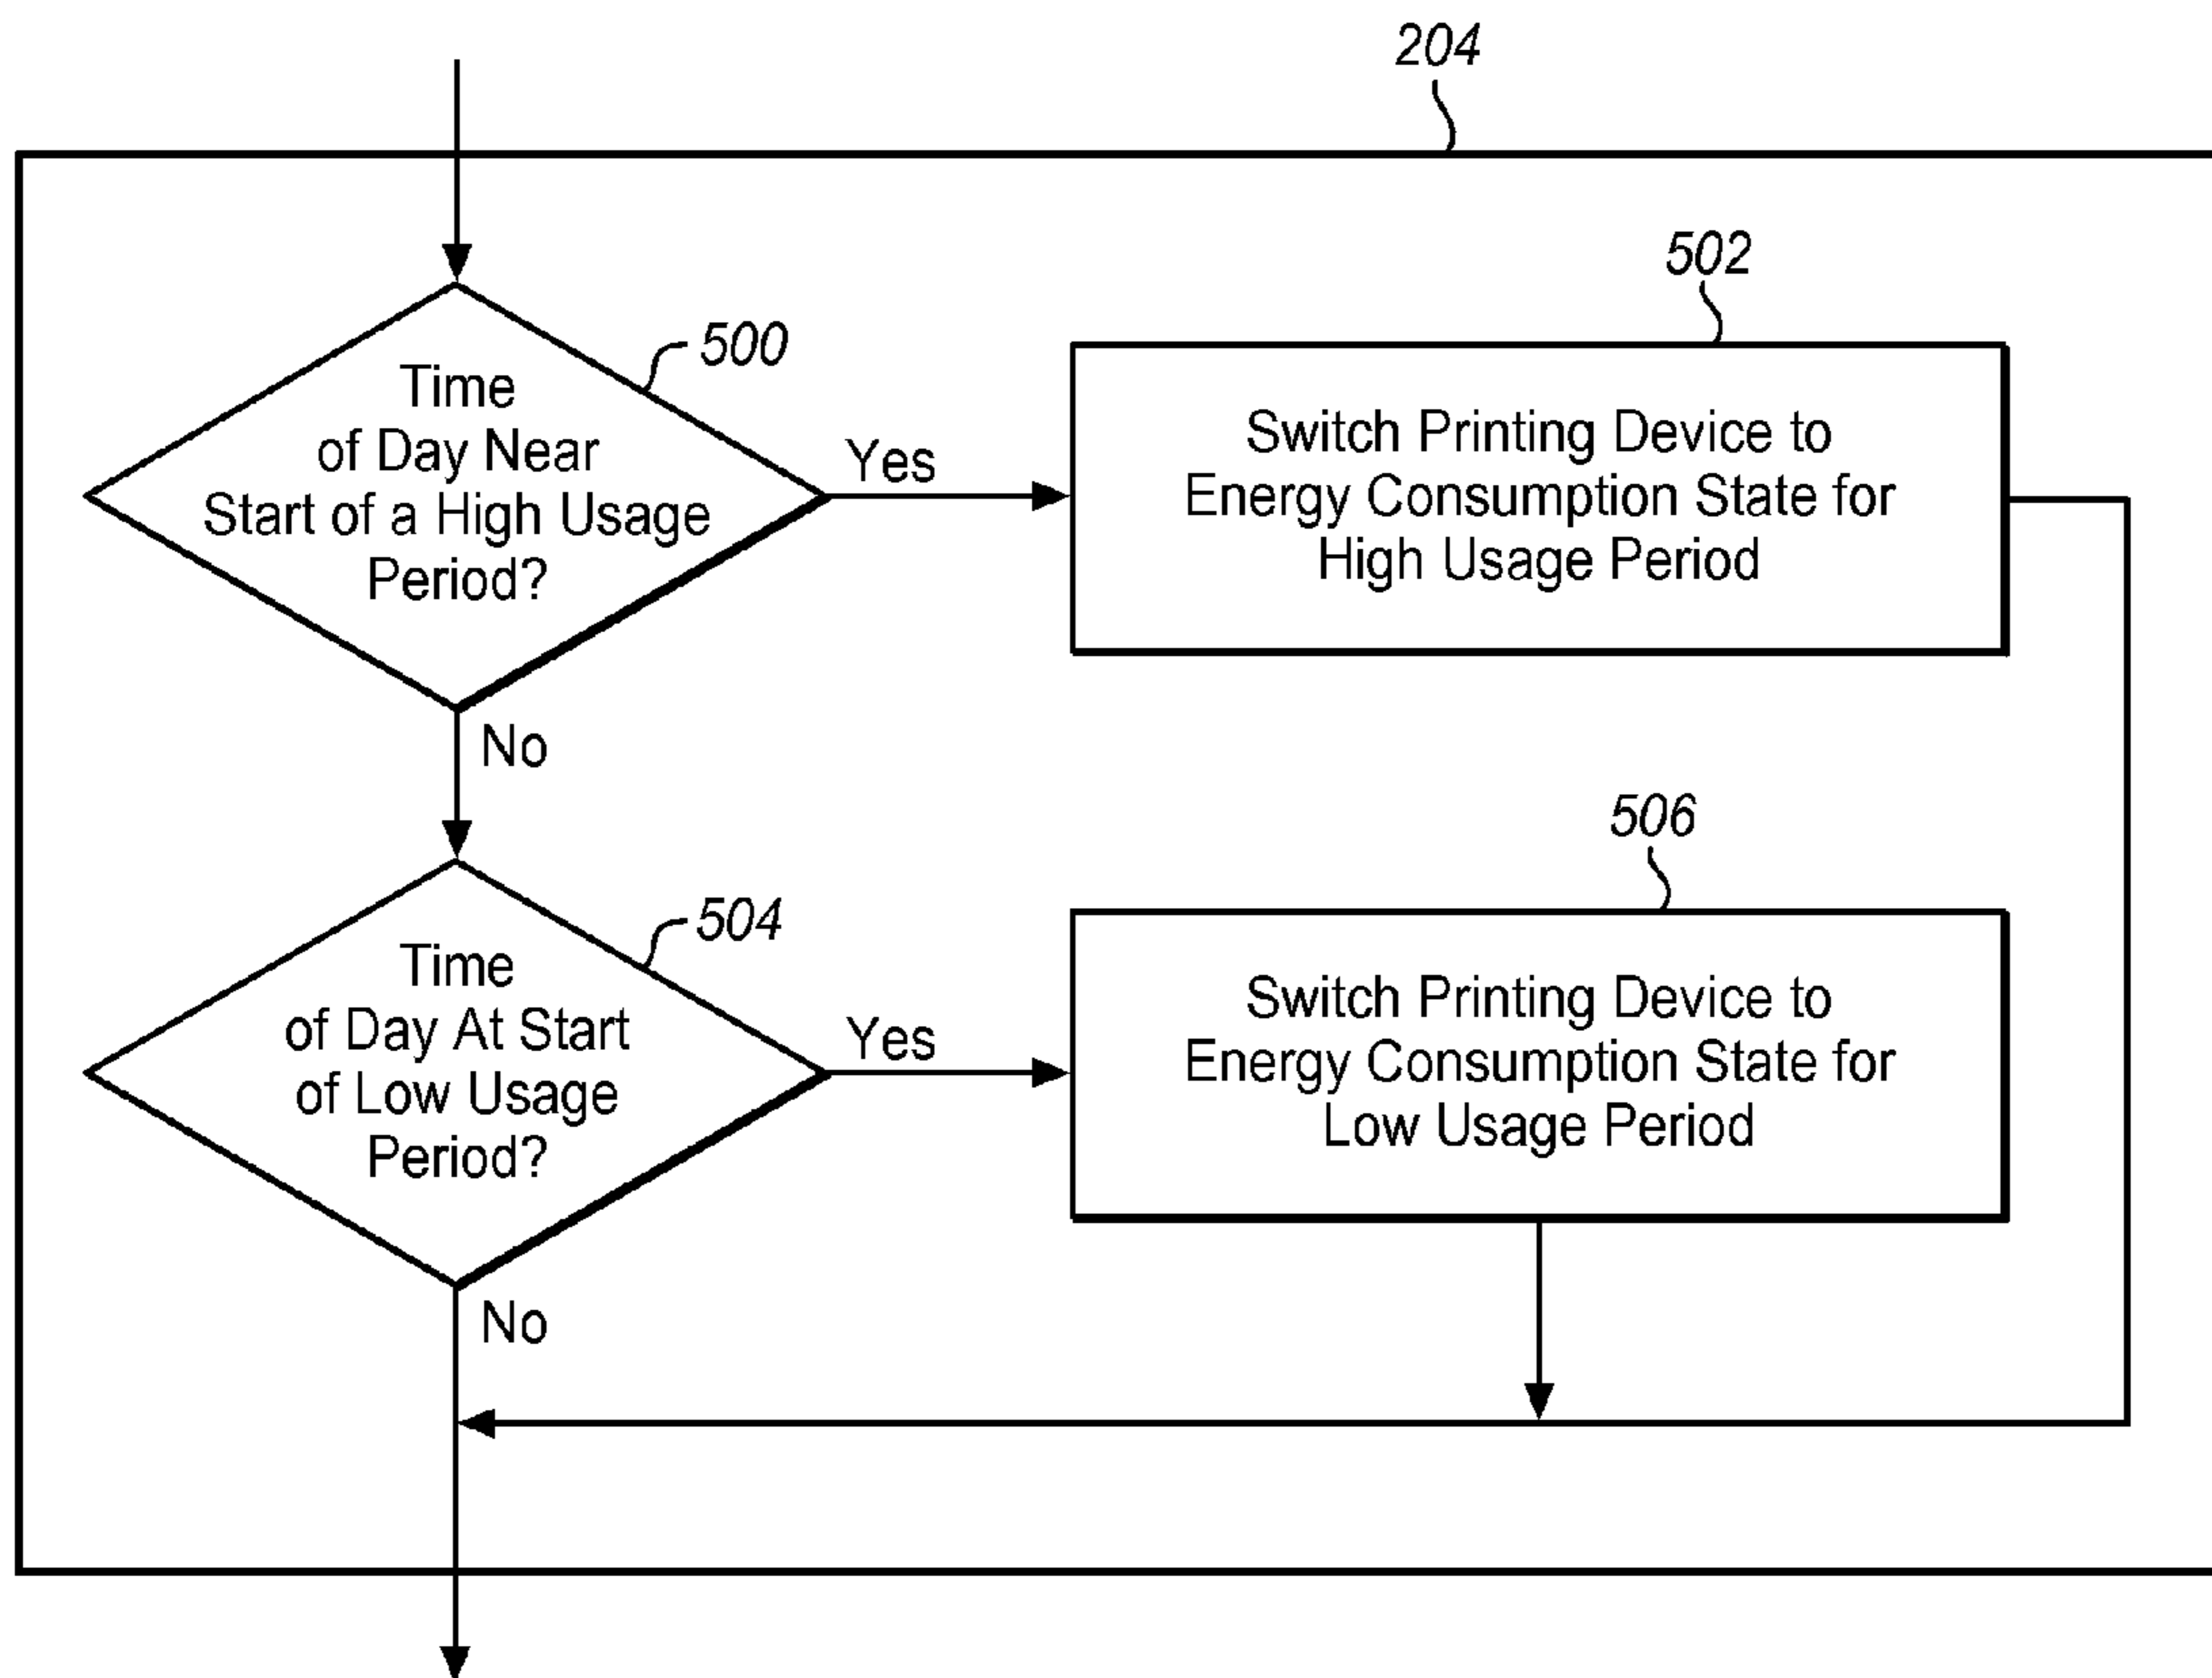 204
500
Time
of Day Near
Start of a High Usage
Period?
Yes
502
Switch Printing Device to
Energy Consumption State for
High Usage Period
No
504
Time
of Day At Start
of Low Usage
Period?
Yes
506
Switch Printing Device to
Energy Consumption State for
Low Usage Period
No